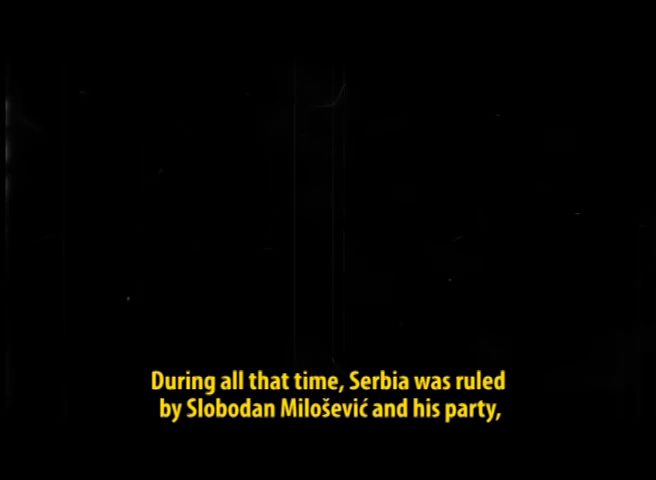 During all that time, Serbia was ruled
by Slobodan Milošević and his party,